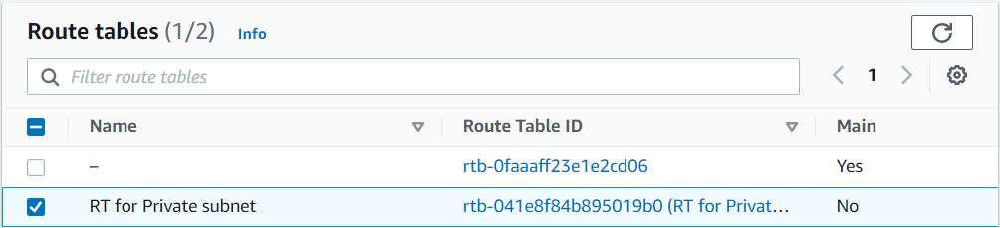 Route tables (1/2) Info
Filter route tables
1
Name Route Table ID Main
– rtb-0faaaff23e1e2cd06 Yes
RT for Private subnet rtb-041e8f84b895019b0 (RT for Privat… No